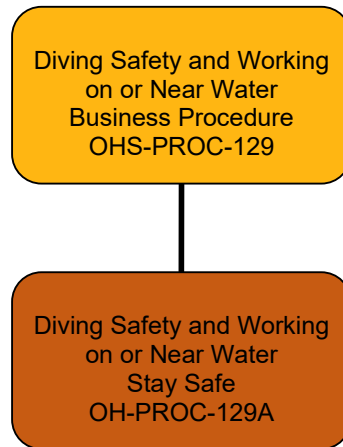 Diving Safety and Working
on or Near Water
Business Procedure
OHS-PROC-129
Diving Safety and Working
on or Near Water
Stay Safe
OH-PROC-129A